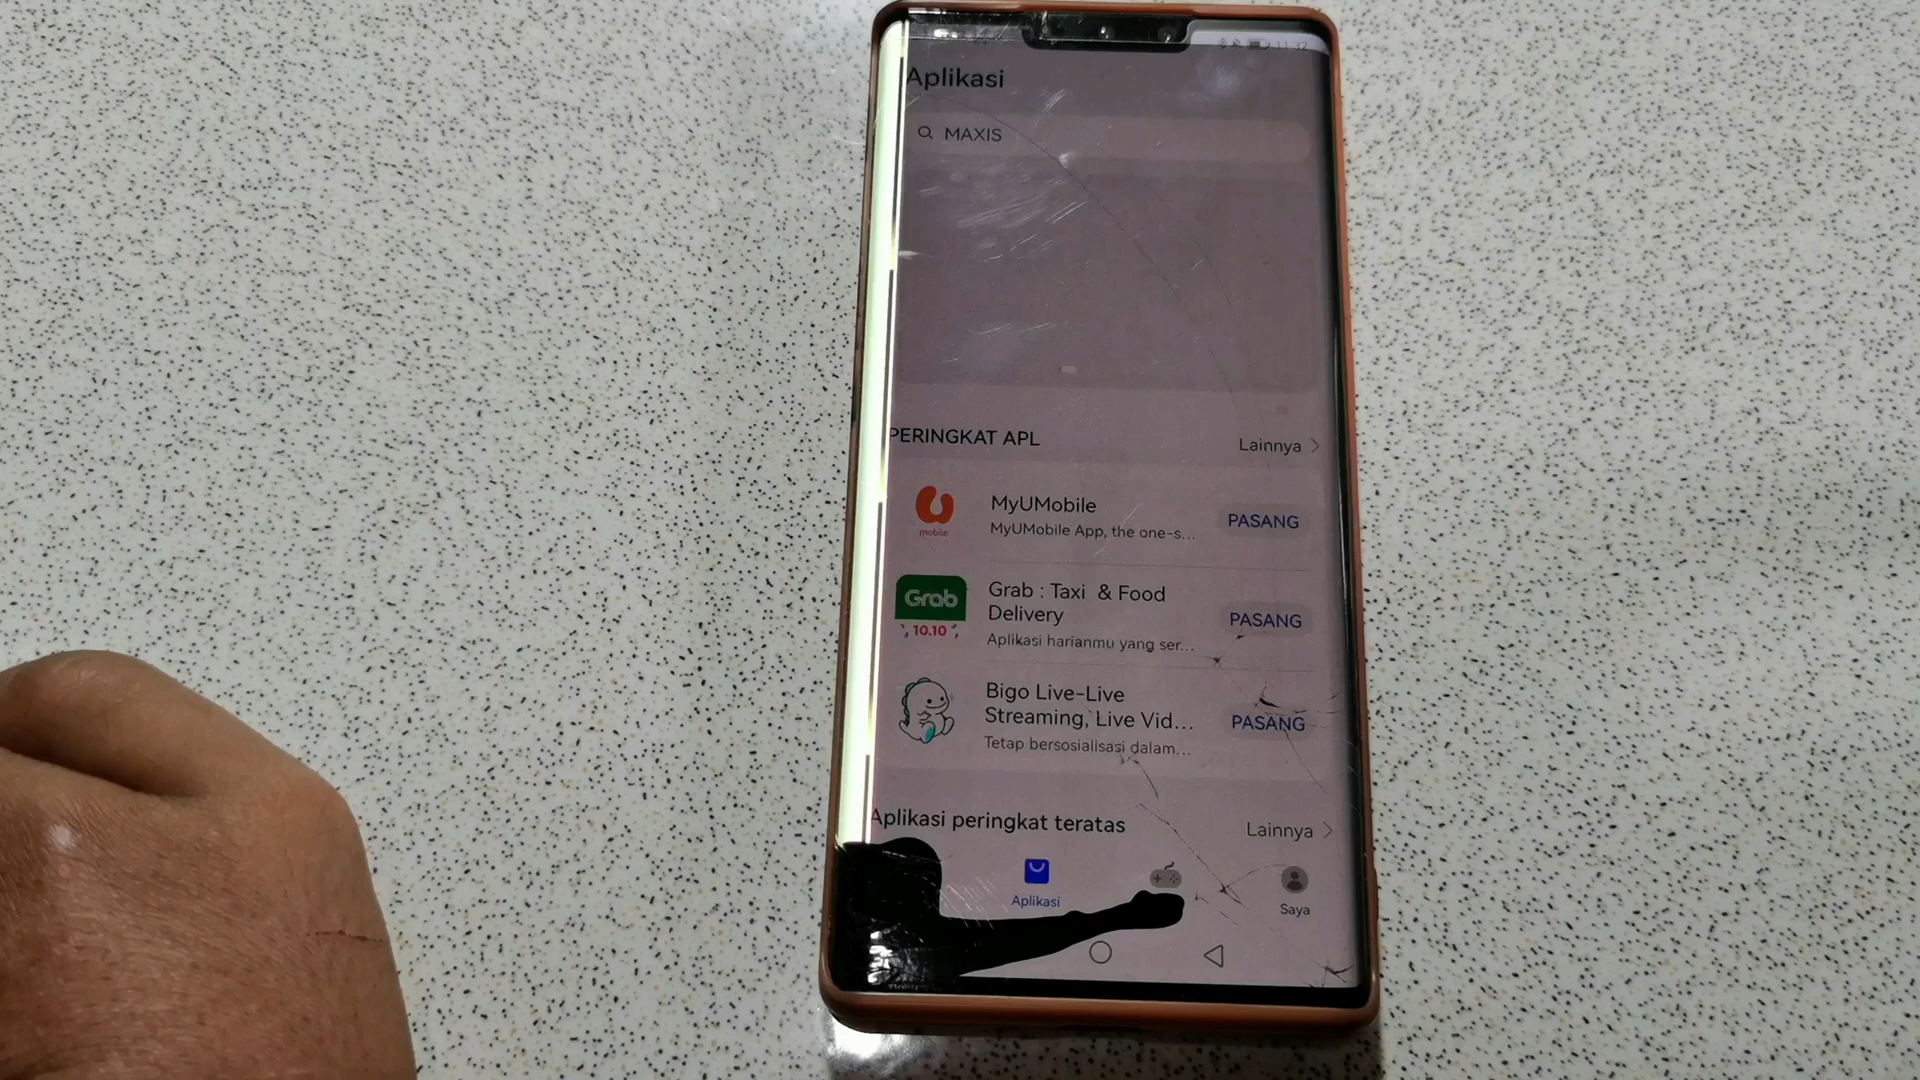 11:32
Aplikasi
MAXIS
PERINGKAT APL
Lainnya
MyUMobile
MyUMobile App, the one-s...
PASANG
mobile
Grab
10.10
Grab : Taxi & Food
Delivery
Aplikasi harianmu yang ser...
PASANG
Bigo Live-Live
Streaming, Live Vid...
Tetap bersosialisasi dalam...
PASANG
Aplikasi peringkat teratas
Lainnya
Aplikasi
Saya